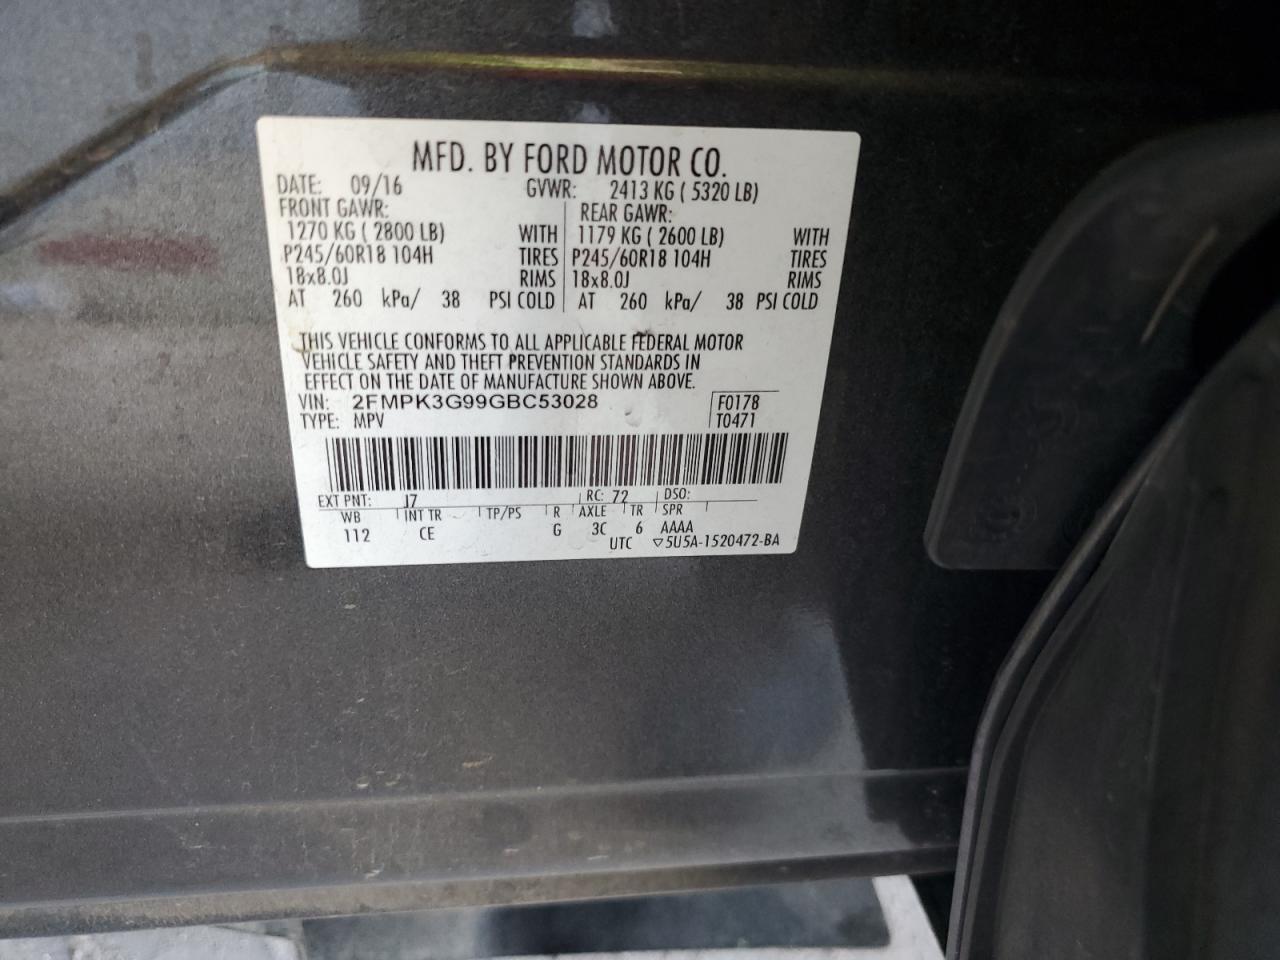 MFD. BY FORD MOTOR CO.
DATE: 09/16 GVWR: 2413 KG ( 5320 LB)
FRONT GAWR: REAR GAWR:
1270 KG ( 2800 LB) WITH 1179 KG ( 2600 LB) WITH
P245/60R18 104H TIRES P245/60R18 104H TIRES
18x8.0J RIMS 18x8.0J RIMS
AT 260 kPa/ 38 PSI COLD AT 260 kPa/ 38 PSI COLD
THIS VEHICLE CONFORMS TO ALL APPLICABLE FEDERAL MOTOR
VEHICLE SAFETY AND THEFT PREVENTION STANDARDS IN
EFFECT ON THE DATE OF MANUFACTURE SHOWN ABOVE.
VIN: 2FMPK3G99GBC53028 F0178
TYPE: MPV T0471
EXT PNT: J7 RC: 72 DSO:
WB INT TR TP/PS R AXLE TR SPR
112 CE G 3C 6 AAAA
UTC ▽5U5A-1520472-BA